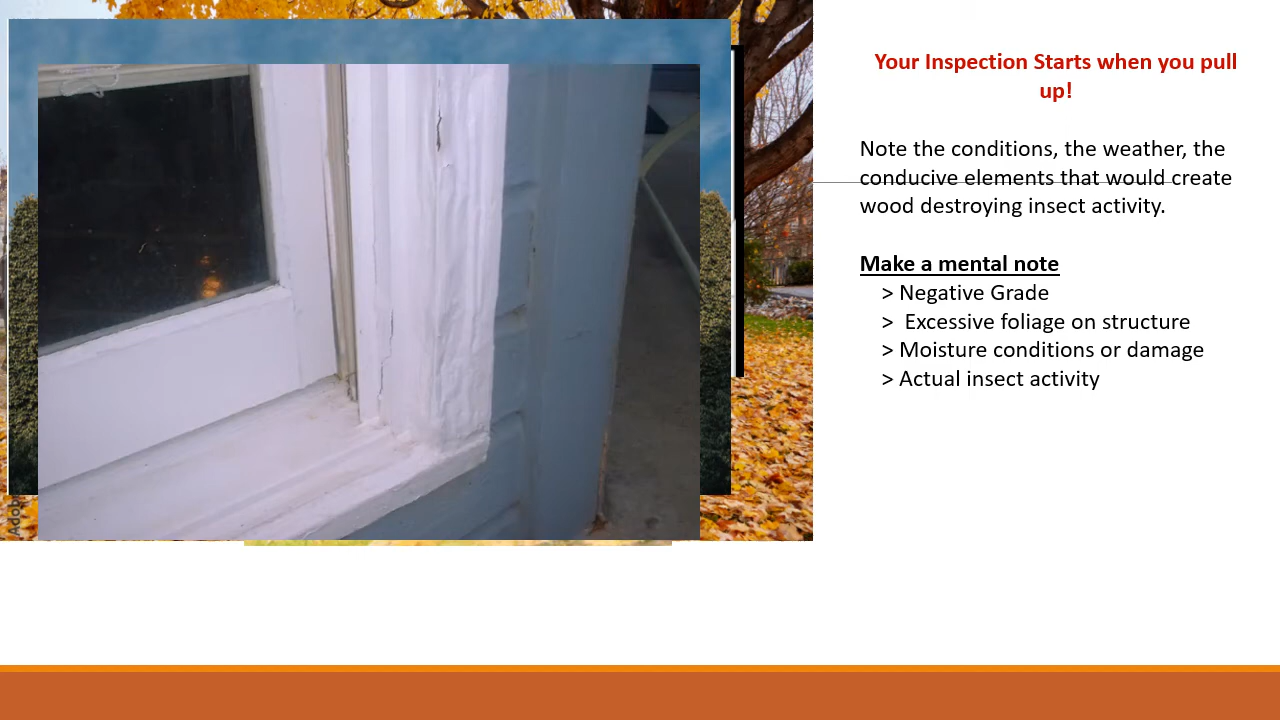 Your Inspection Starts when you pull
up!
Note the conditions, the weather, the
conducive elements that would create
wood destroying insect activity.
Make a mental note
> Negative Grade
> Excessive foliage on structure
> Moisture conditions or damage
> Actual insect activity
Adob